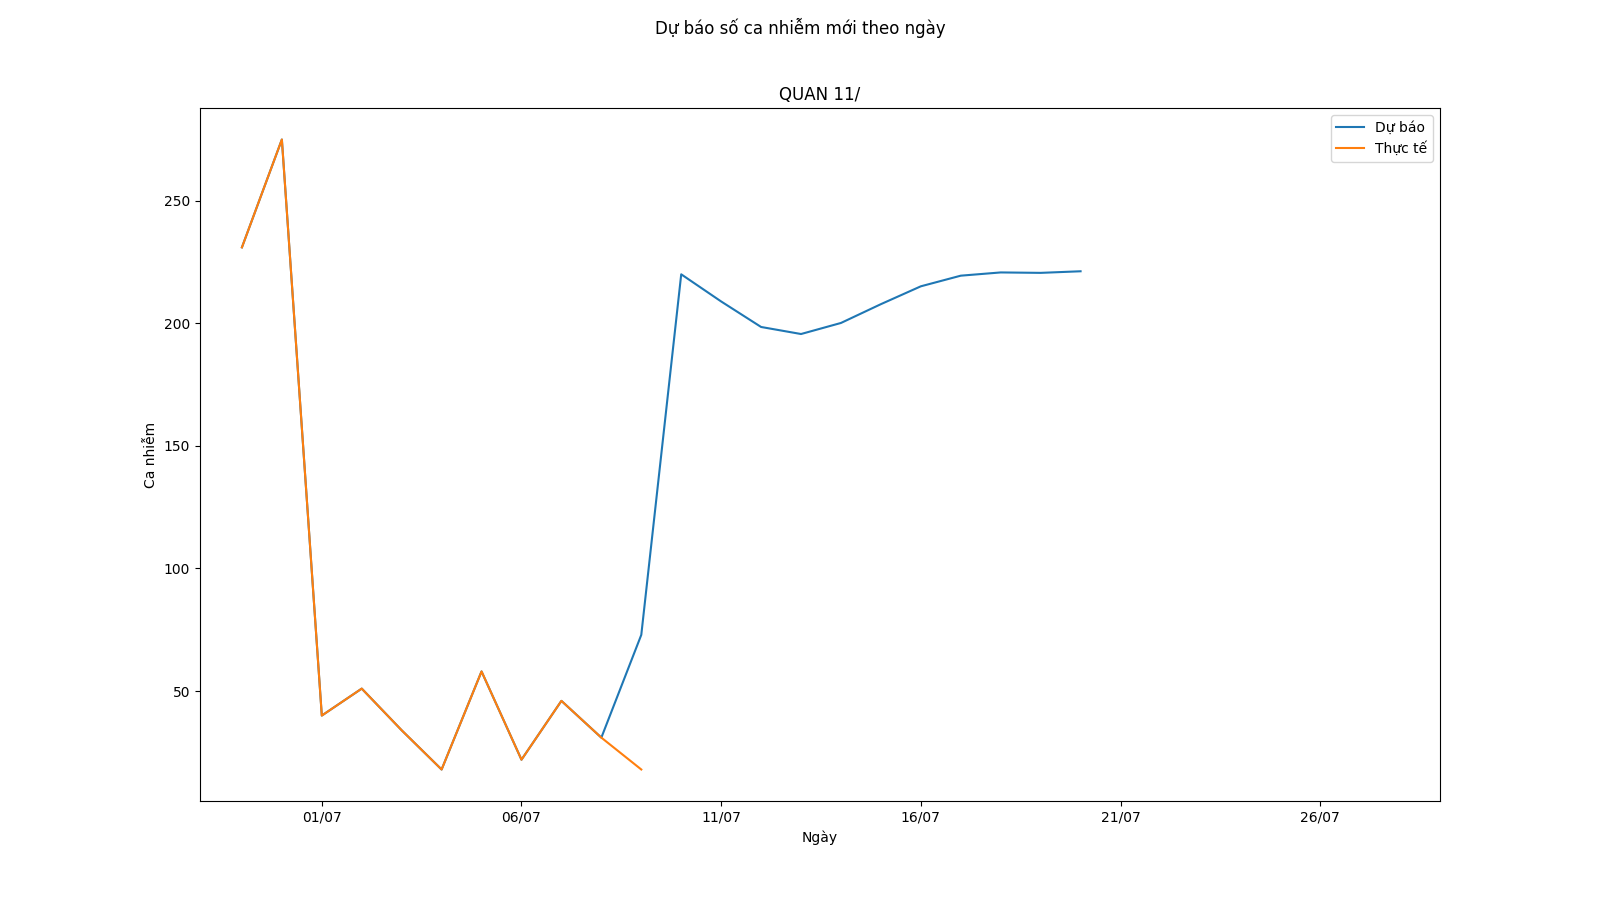 Dự báo số ca nhiễm mới theo ngày
QUAN 11/
Dự báo
Thực tế
250
200
150
100
50
Ca nhiễm
01/07
06/07
11/07
16/07
21/07
26/07
Ngày